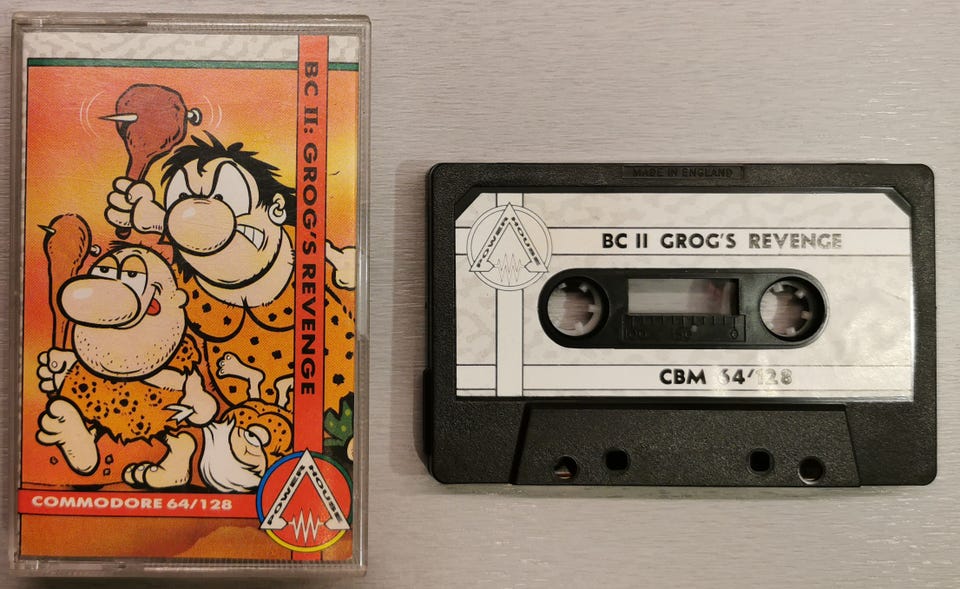 BC II: GROG'S REVENGE
COMMODORE 64/128
POWER HOUSE
MADE IN ENGLAND
POWER HOUSE
BC II GROG'S REVENGE
CBM 64/128